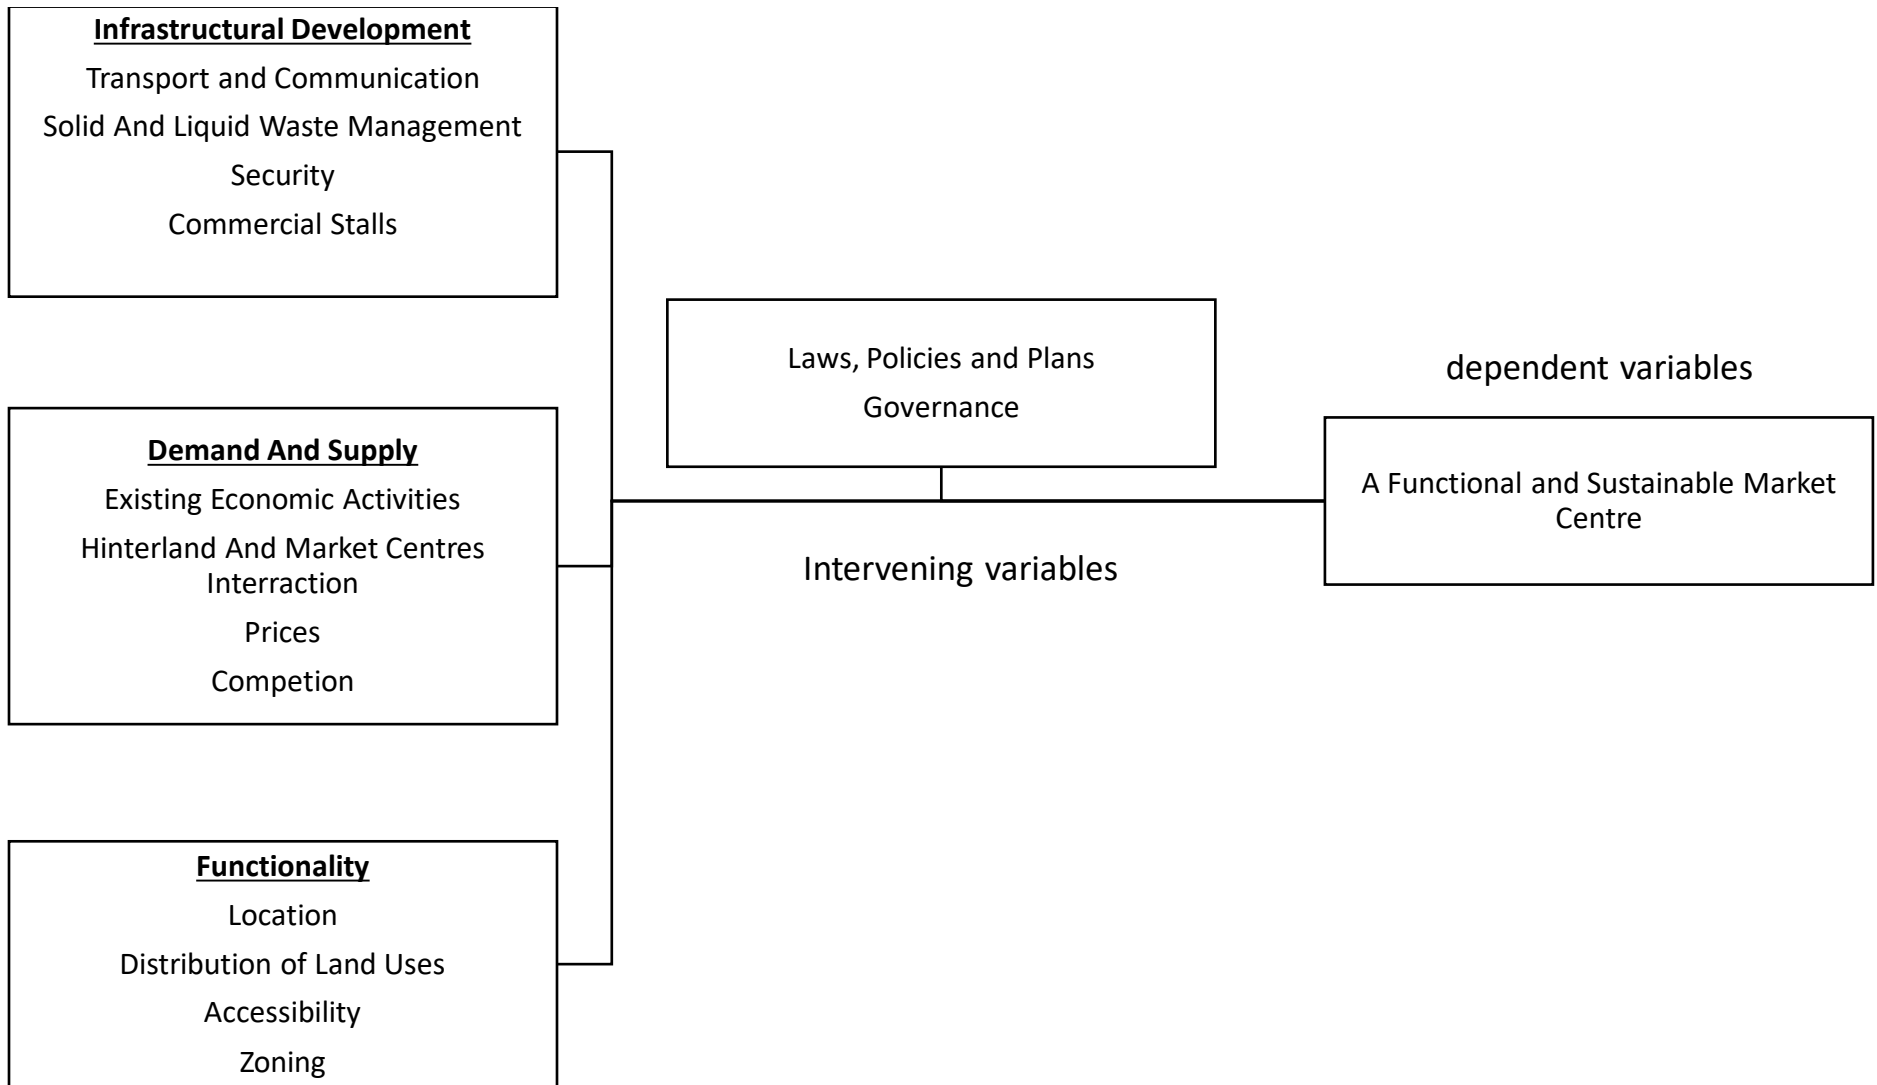 Infrastructural Development
Transport and Communication
Solid And Liquid Waste Management
Security
Commercial Stalls
Demand And Supply
Existing Economic Activities
Hinterland And Market Centres
Interraction
Prices
Competion
Functionality
Location
Distribution of Land Uses
Accessibility
Zoning
Laws, Policies and Plans
Governance
Intervening variables
dependent variables
A Functional and Sustainable Market
Centre